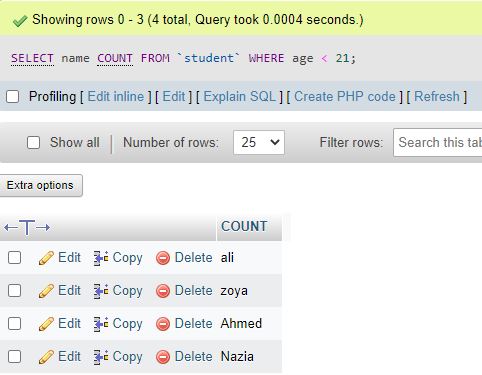 Showing rows 0 - 3 (4 total, Query took 0.0004 seconds.)
SELECT name COUNT FROM `student` WHERE age < 21;
Profiling [ Edit inline ] [ Edit ] [ Explain SQL ] [ Create PHP code ] [ Refresh ]
Show all Number of rows: 25 Filter rows: Search this tab
Extra options
←T→ COUNT
Edit Copy Delete ali
Edit Copy Delete zoya
Edit Copy Delete Ahmed
Edit Copy Delete Nazia